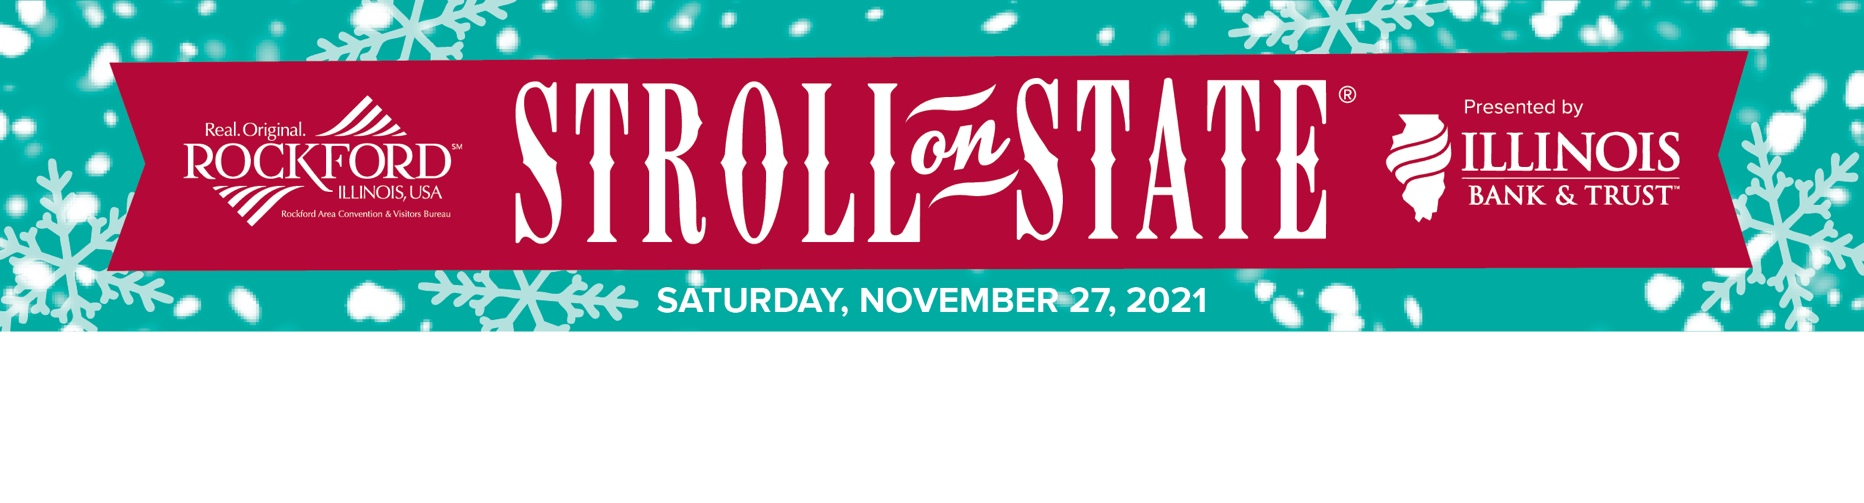 Real. Original.
ROCKFORD℠
ILLINOIS, USA
Rockford Area Convention & Visitors Bureau
STROLL on STATE®
Presented by
ILLINOIS
BANK & TRUST™
SATURDAY, NOVEMBER 27, 2021